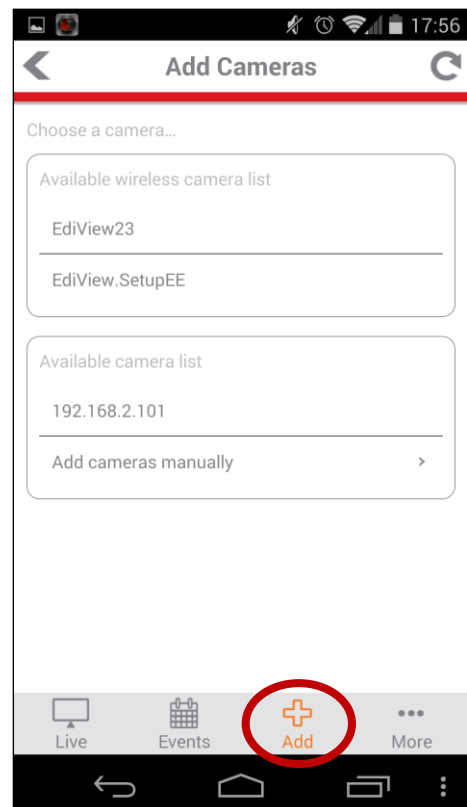 17:56
Add Cameras
Choose a camera...
Available wireless camera list
EdiView23
EdiView.SetupEE
Available camera list
192.168.2.101
Add cameras manually >
Live Events Add More